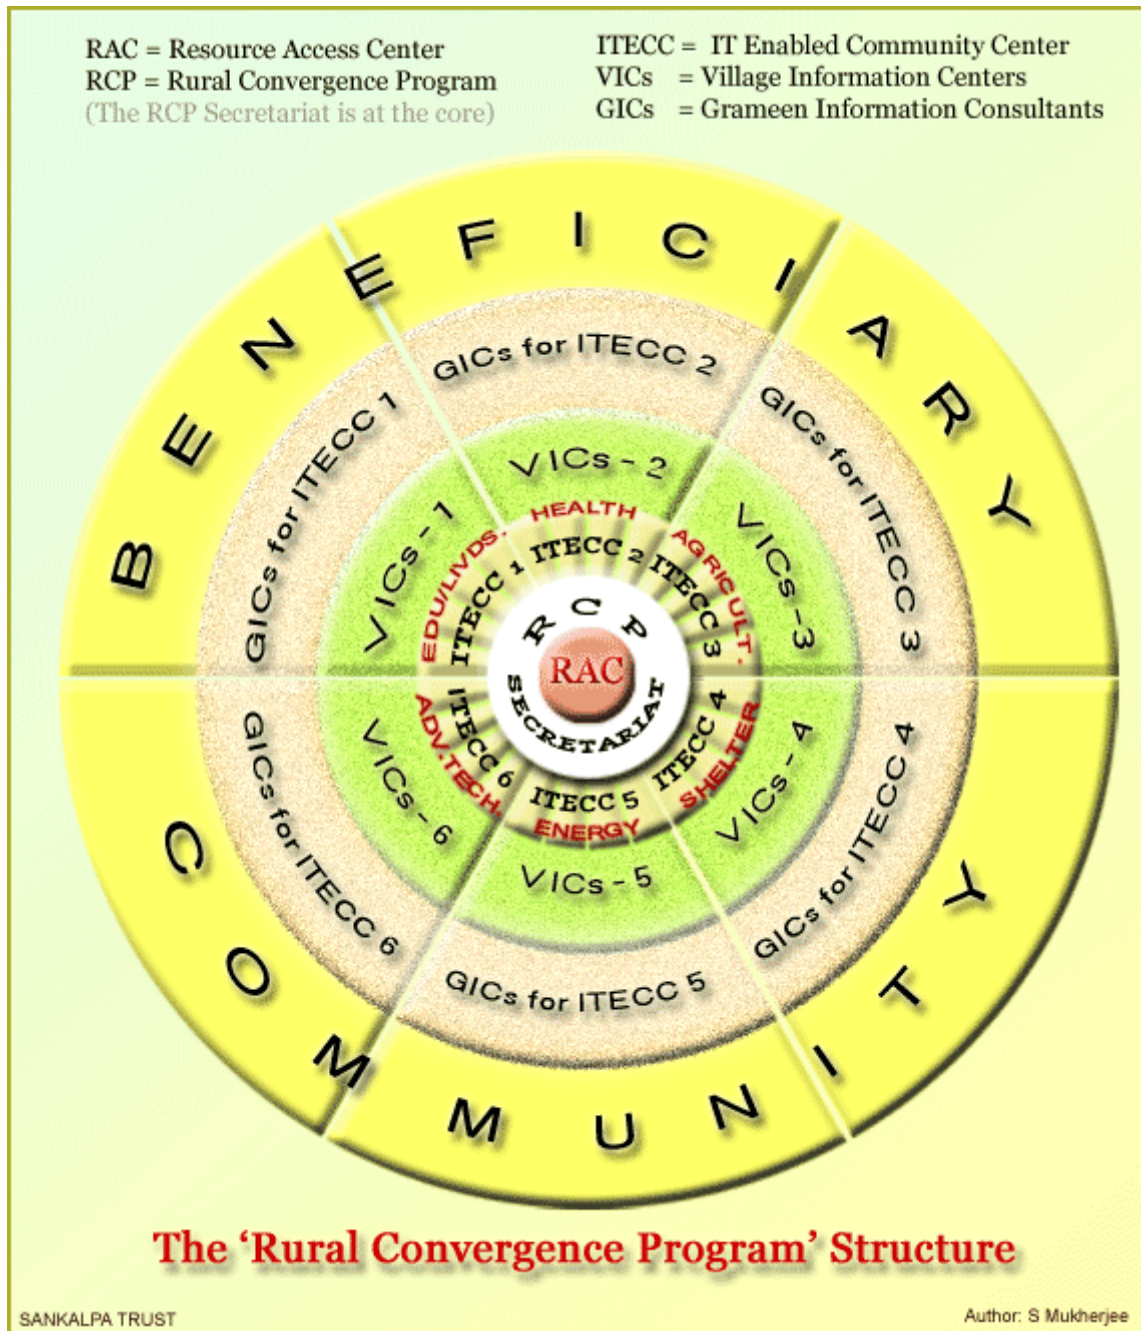 RAC = Resource Access Center
RCP = Rural Convergence Program
(The RCP Secretariat is at the core)
ITECC = IT Enabled Community Center
VICs = Village Information Centers
GICs = Grameen Information Consultants
BENEFICIARY
GICs for ITECC 1
GICs for ITECC 2
GICs for ITECC 3
VICs - 1
VICs - 2
VICs - 3
EDU/LIVDS.
HEALTH
AGRICULT.
ITECC 1
ITECC 2
ITECC 3
RCP
RAC
SECRETARIAT
ITECC 6
ITECC 5
ITECC 4
ADV.TECH.
ENERGY
SHELTER
VICs - 6
VICs - 5
VICs - 4
GICs for ITECC 6
GICs for ITECC 5
GICs for ITECC 4
COMMUNITY
The ‘Rural Convergence Program’ Structure
SANKALPA TRUST
Author: S Mukherjee